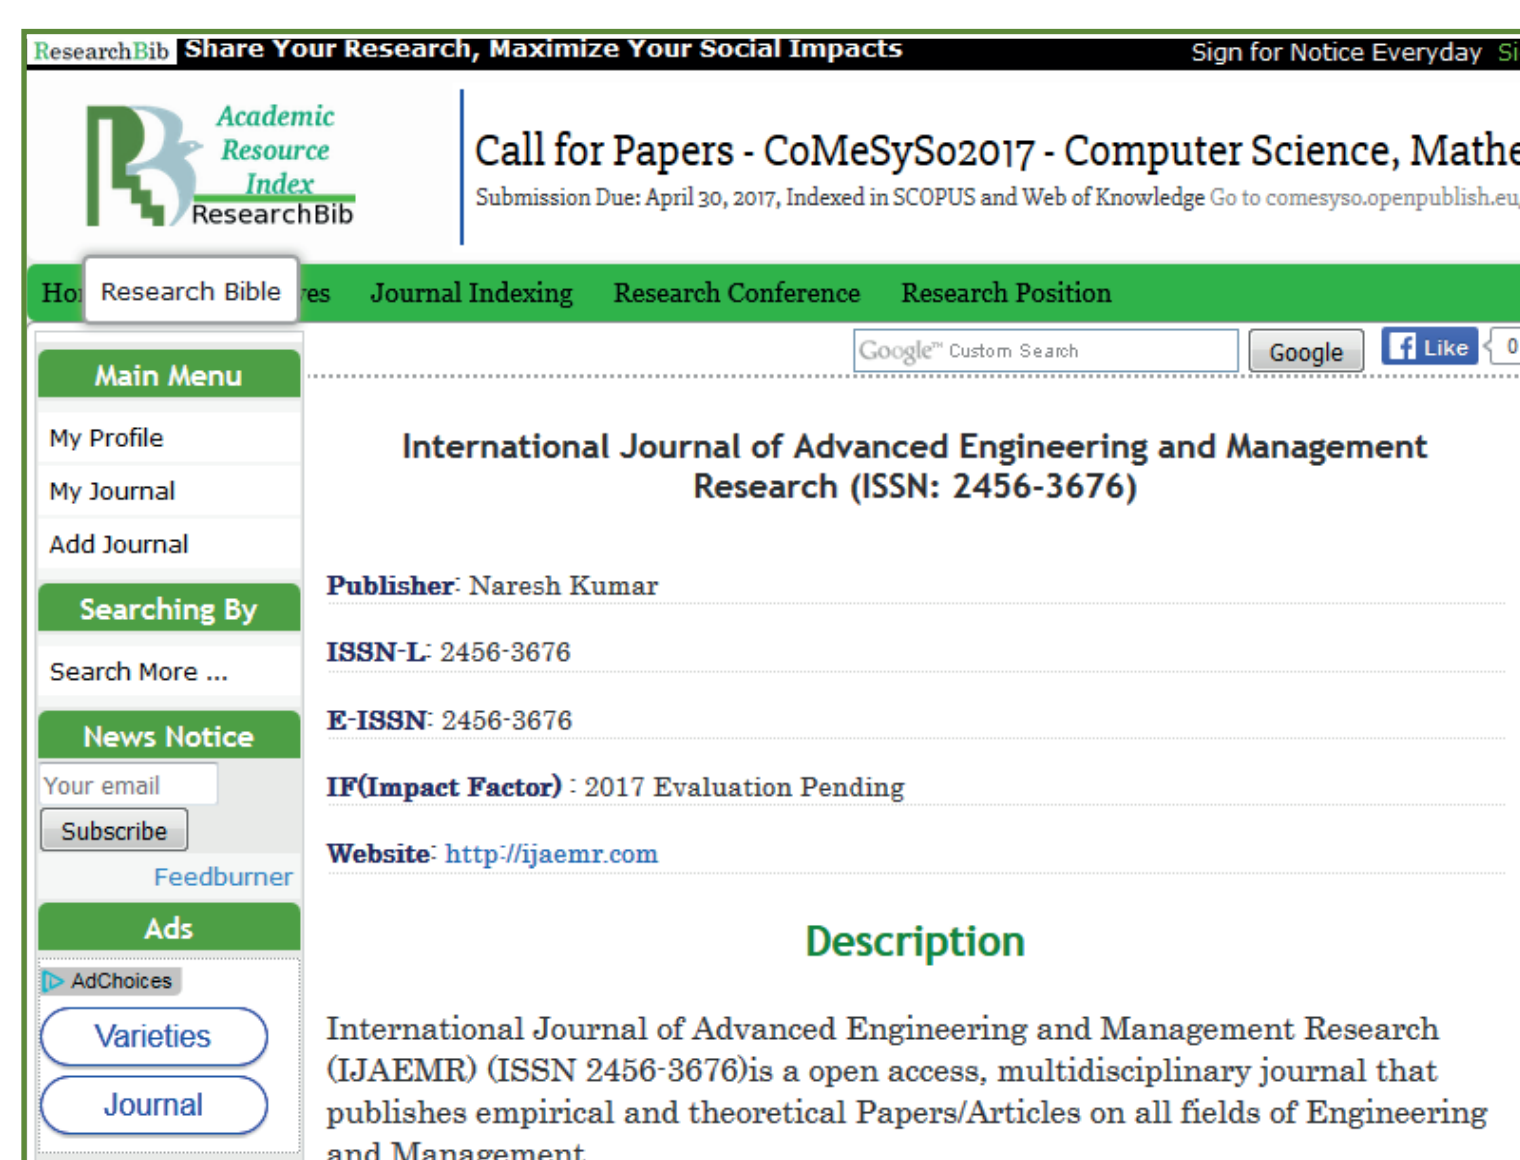 ResearchBib Share Your Research, Maximize Your Social Impacts Sign for Notice Everyday
Academic
Resource
Index
ResearchBib
Call for Papers - CoMeSySo2017 - Computer Science,
Submission Due: April 30, 2017, Indexed in SCOPUS and Web of Knowledge Go to comesyso.openpublish.eu
Research Bible Journal Indexing Research Conference Research Position
Google™ Custom Search Google Like 0
Main Menu
My Profile
My Journal
Add Journal
Searching By
Search More ...
News Notice
Your email
Subscribe
Feedburner
Ads
AdChoices
Varieties
Journal
International Journal of Advanced Engineering and Management
Research (ISSN: 2456-3676)
Publisher: Naresh Kumar
ISSN-L: 2456-3676
E-ISSN: 2456-3676
IF(Impact Factor) : 2017 Evaluation Pending
Website: http://ijaemr.com
Description
International Journal of Advanced Engineering and Management Research
(IJAEMR) (ISSN 2456-3676)is a open access, multidisciplinary journal that
publishes empirical and theoretical Papers/Articles on all fields of Engineering
and Management